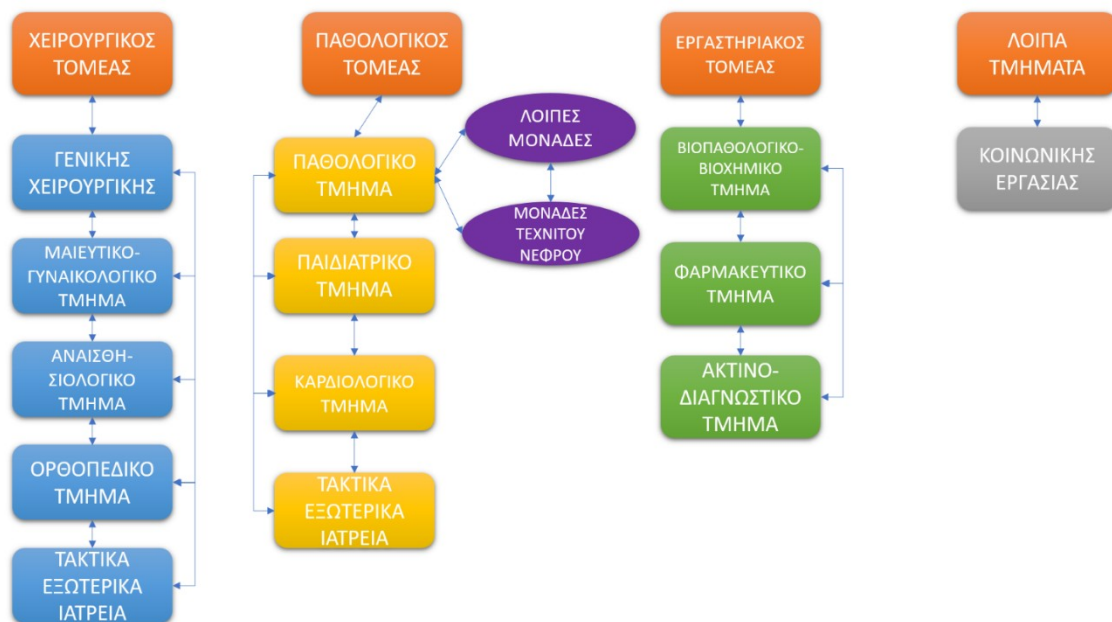 ΧΕΙΡΟΥΡΓΙΚΟΣ
ΤΟΜΕΑΣ
ΓΕΝΙΚΗΣ
ΧΕΙΡΟΥΡΓΙΚΗΣ
ΜΑΙΕΥΤΙΚΟ-
ΓΥΝΑΙΚΟΛΟΓΙΚΟ
ΤΜΗΜΑ
ΑΝΑΙΣΘΗ-
ΣΙΟΛΟΓΙΚΟ
ΤΜΗΜΑ
ΟΡΘΟΠΕΔΙΚΟ
ΤΜΗΜΑ
ΤΑΚΤΙΚΑ
ΕΞΩΤΕΡΙΚΑ
ΙΑΤΡΕΙΑ
ΠΑΘΟΛΟΓΙΚΟΣ
ΤΟΜΕΑΣ
ΠΑΘΟΛΟΓΙΚΟ
ΤΜΗΜΑ
ΠΑΙΔΙΑΤΡΙΚΟ
ΤΜΗΜΑ
ΚΑΡΔΙΟΛΟΓΙΚΟ
ΤΜΗΜΑ
ΤΑΚΤΙΚΑ
ΕΞΩΤΕΡΙΚΑ
ΙΑΤΡΕΙΑ
ΛΟΙΠΕΣ
ΜΟΝΑΔΕΣ
ΜΟΝΑΔΕΣ
ΤΕΧΝΙΤΟΥ
ΝΕΦΡΟΥ
ΕΡΓΑΣΤΗΡΙΑΚΟΣ
ΤΟΜΕΑΣ
ΒΙΟΠΑΘΟΛΟΓΙΚΟ-
ΒΙΟΧΗΜΙΚΟ
ΤΜΗΜΑ
ΦΑΡΜΑΚΕΥΤΙΚΟ
ΤΜΗΜΑ
ΑΚΤΙΝΟ-
ΔΙΑΓΝΩΣΤΙΚΟ
ΤΜΗΜΑ
ΛΟΙΠΑ
ΤΜΗΜΑΤΑ
ΚΟΙΝΩΝΙΚΗΣ
ΕΡΓΑΣΙΑΣ